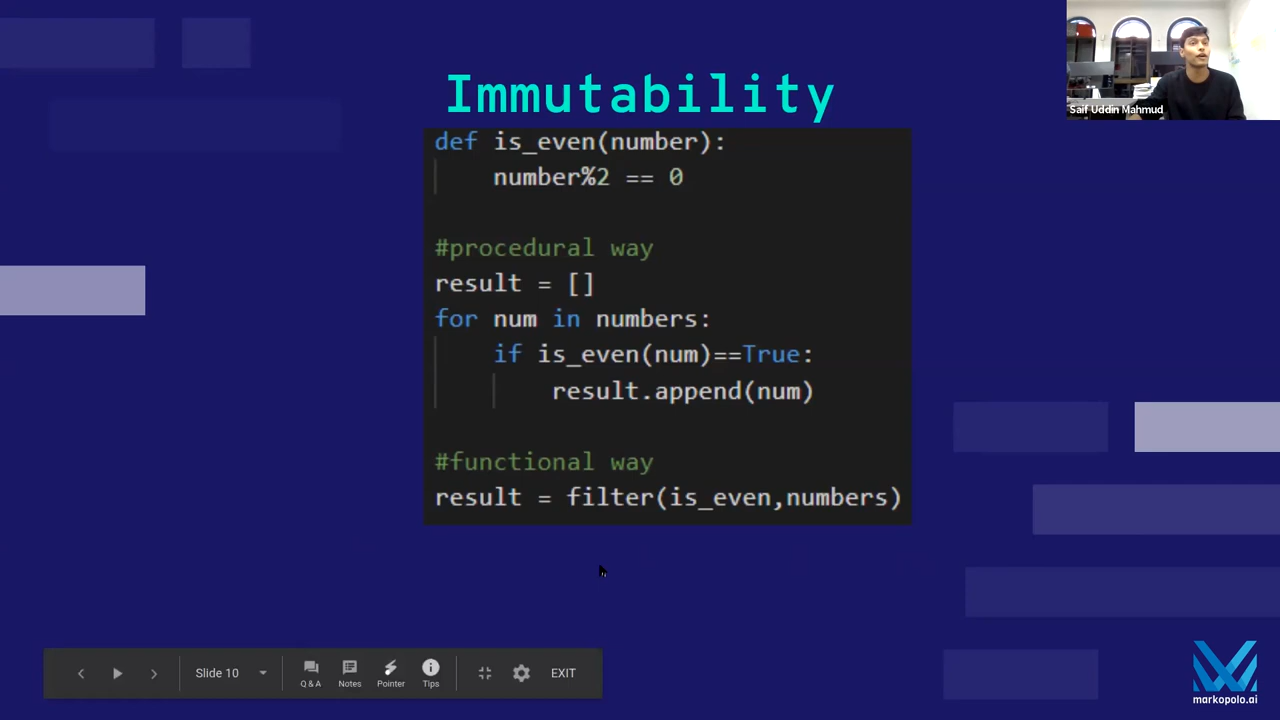 Saif Uddin Mahmud
Immutability
def is_even(number):
number%2 == 0
#procedural way
result = []
for num in numbers:
if is_even(num)==True:
result.append(num)
#functional way
result = filter(is_even,numbers)
Slide 10
Q & A
Notes
Pointer
Tips
EXIT
markopolo.ai